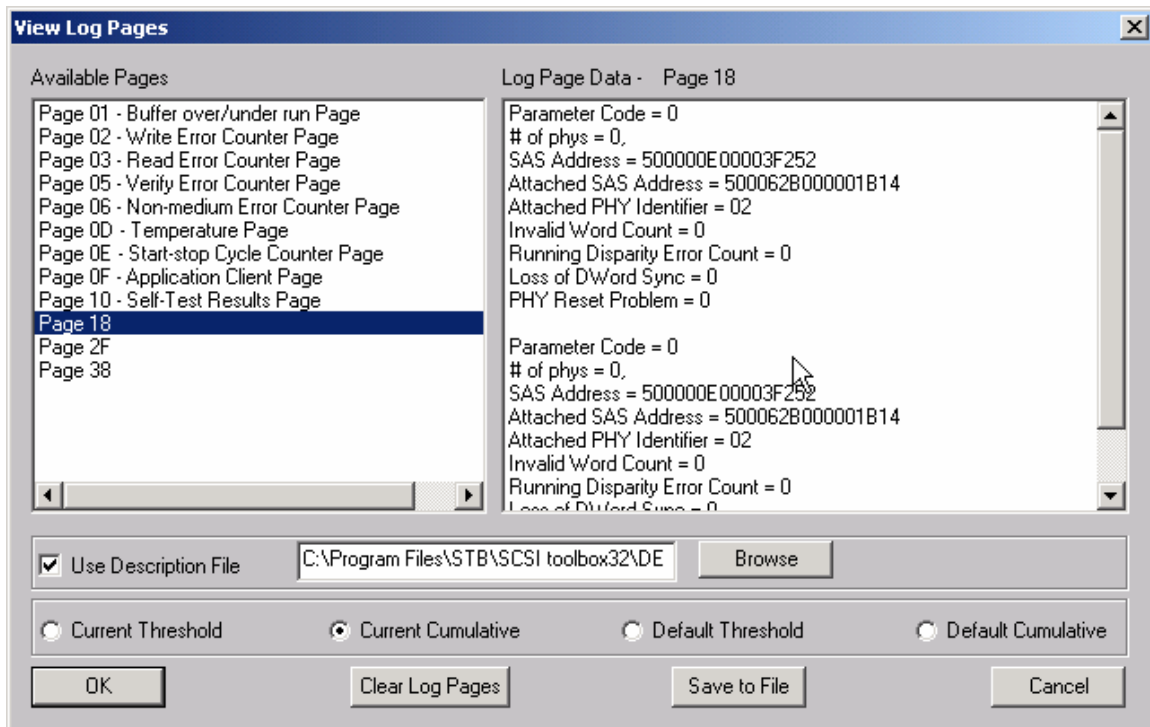 View Log Pages
Available Pages
Page 01 - Buffer over/under run Page
Page 02 - Write Error Counter Page
Page 03 - Read Error Counter Page
Page 05 - Verify Error Counter Page
Page 06 - Non-medium Error Counter Page
Page 0D - Temperature Page
Page 0E - Start-stop Cycle Counter Page
Page 0F - Application Client Page
Page 10 - Self-Test Results Page
Page 18
Page 2F
Page 38
Log Page Data - Page 18
Parameter Code = 0
# of phys = 0,
SAS Address = 500000E00003F252
Attached SAS Address = 500062B000001B14
Attached PHY Identifier = 02
Invalid Word Count = 0
Running Disparity Error Count = 0
Loss of DWord Sync = 0
PHY Reset Problem = 0
Parameter Code = 0
# of phys = 0,
SAS Address = 500000E00003F252
Attached SAS Address = 500062B000001B14
Attached PHY Identifier = 02
Invalid Word Count = 0
Running Disparity Error Count = 0
Loss of DWord Sync = 0
Use Description File
C:\Program Files\STB\SCSI toolbox32\DE
Browse
Current Threshold
Current Cumulative
Default Threshold
Default Cumulative
OK
Clear Log Pages
Save to File
Cancel